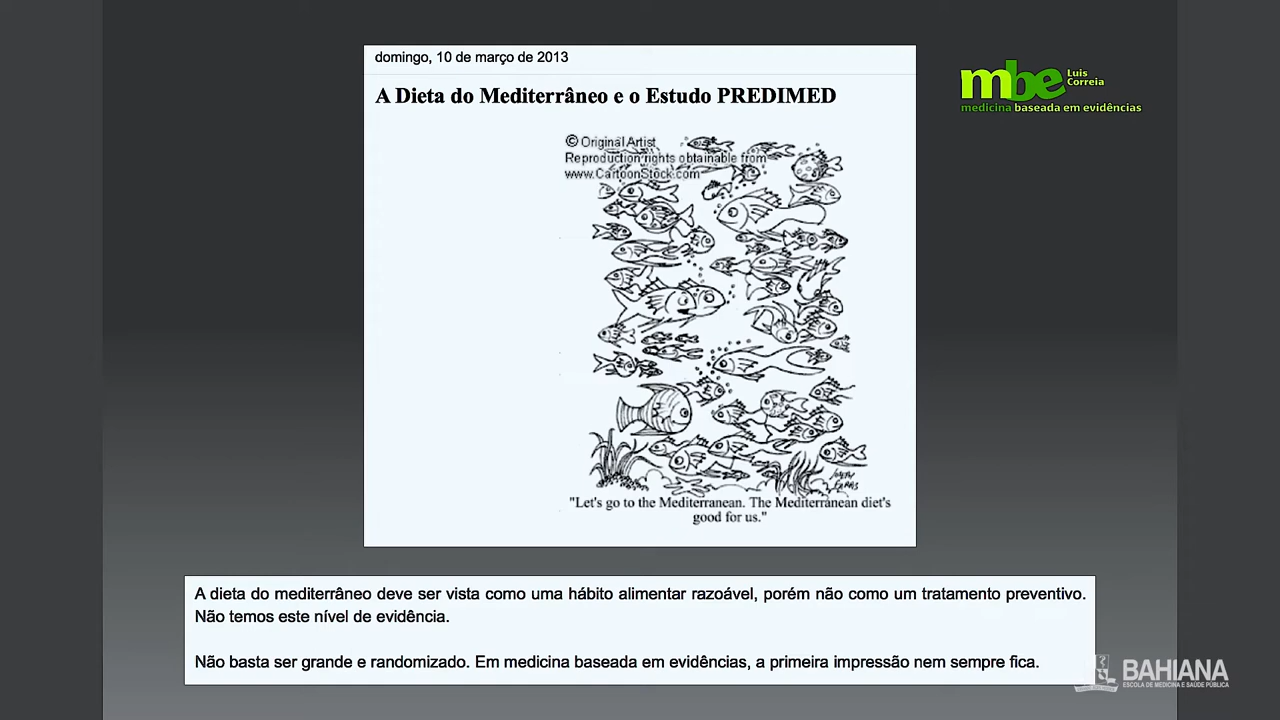 domingo, 10 de março de 2013
A Dieta do Mediterrâneo e o Estudo PREDIMED
mbe
Luis
Correia
medicina baseada em evidências
© Original Artist
Reproduction rights obtainable from
www.CartoonStock.com
"Let's go to the Mediterranean. The Mediterranean diet's
good for us."
A dieta do mediterrâneo deve ser vista como uma hábito alimentar razoável, porém não como um tratamento preventivo.
Não temos este nível de evidência.
Não basta ser grande e randomizado. Em medicina baseada em evidências, a primeira impressão nem sempre fica.
BAHIANA
ESCOLA DE MEDICINA E SAÚDE PÚBLICA